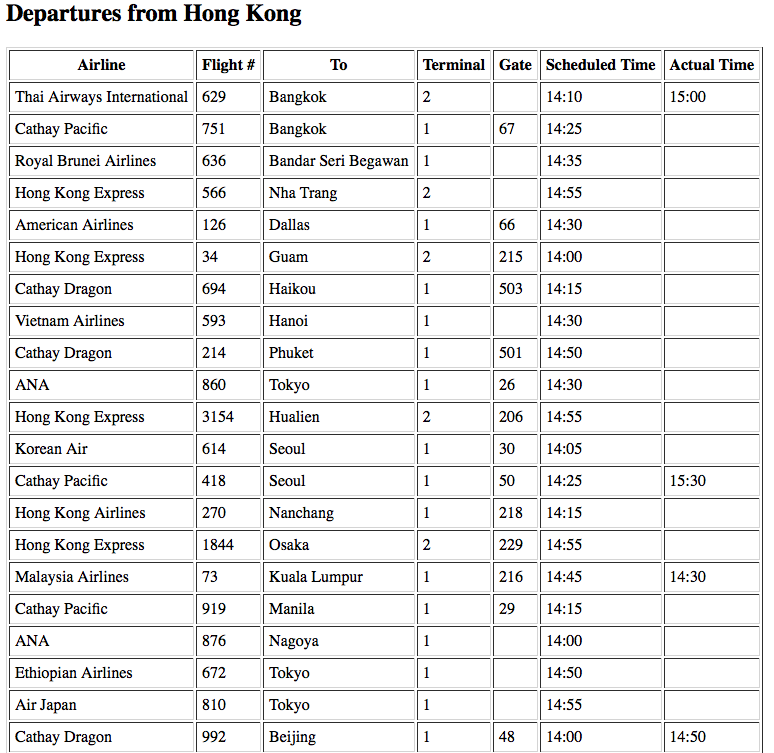 Departures from Hong Kong
Airline Flight # To Terminal Gate Scheduled Time Actual Time
Thai Airways International 629 Bangkok 2 14:10 15:00
Cathay Pacific 751 Bangkok 1 67 14:25
Royal Brunei Airlines 636 Bandar Seri Begawan 1 14:35
Hong Kong Express 566 Nha Trang 2 14:55
American Airlines 126 Dallas 1 66 14:30
Hong Kong Express 34 Guam 2 215 14:00
Cathay Dragon 694 Haikou 1 503 14:15
Vietnam Airlines 593 Hanoi 1 14:30
Cathay Dragon 214 Phuket 1 501 14:50
ANA 860 Tokyo 1 26 14:30
Hong Kong Express 3154 Hualien 2 206 14:55
Korean Air 614 Seoul 1 30 14:05
Cathay Pacific 418 Seoul 1 50 14:25 15:30
Hong Kong Airlines 270 Nanchang 1 218 14:15
Hong Kong Express 1844 Osaka 2 229 14:55
Malaysia Airlines 73 Kuala Lumpur 1 216 14:45 14:30
Cathay Pacific 919 Manila 1 29 14:15
ANA 876 Nagoya 1 14:00
Ethiopian Airlines 672 Tokyo 1 14:50
Air Japan 810 Tokyo 1 14:55
Cathay Dragon 992 Beijing 1 48 14:00 14:50